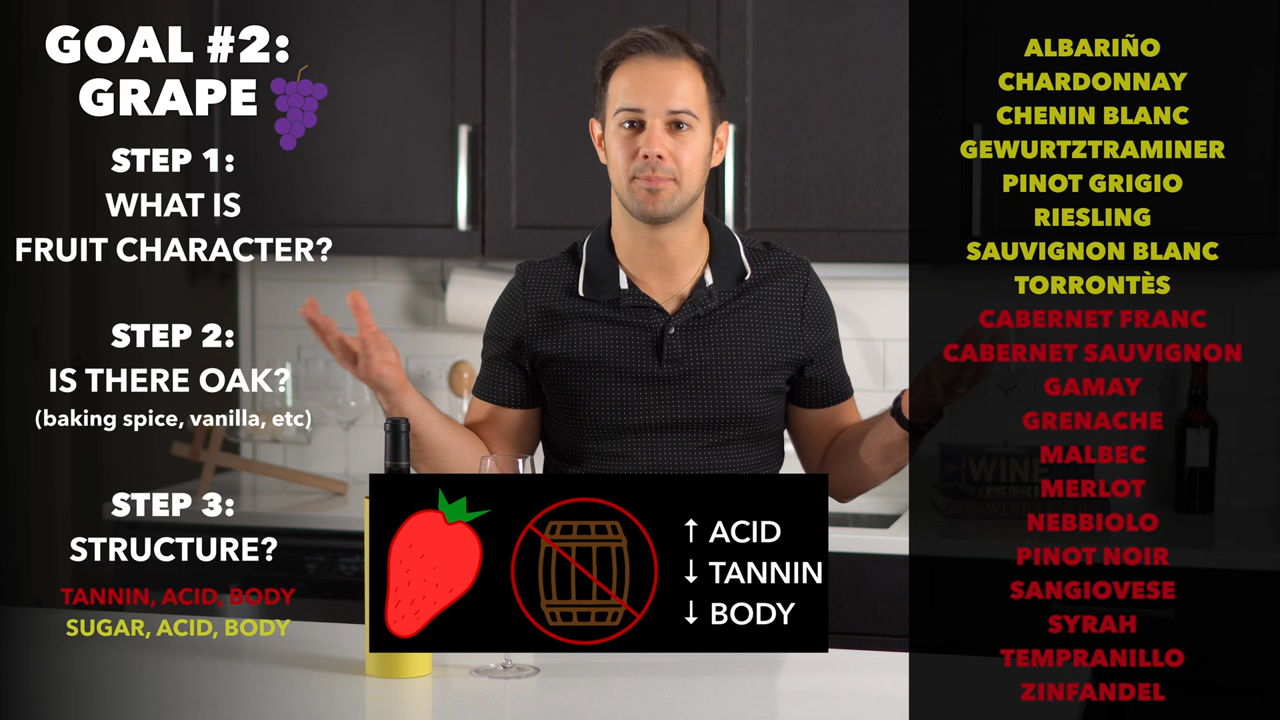 GOAL #2:
GRAPE
STEP 1:
WHAT IS
FRUIT CHARACTER?
STEP 2:
IS THERE OAK?
(baking spice, vanilla, etc)
STEP 3:
STRUCTURE?
TANNIN, ACID, BODY
SUGAR, ACID, BODY
↑ ACID
↓ TANNIN
↓ BODY
ALBARIÑO
CHARDONNAY
CHENIN BLANC
GEWURTZTRAMINER
PINOT GRIGIO
RIESLING
SAUVIGNON BLANC
TORRONTÈS
CABERNET FRANC
CABERNET SAUVIGNON
GAMAY
GRENACHE
MALBEC
MERLOT
NEBBIOLO
PINOT NOIR
SANGIOVESE
SYRAH
TEMPRANILLO
ZINFANDEL
WINE